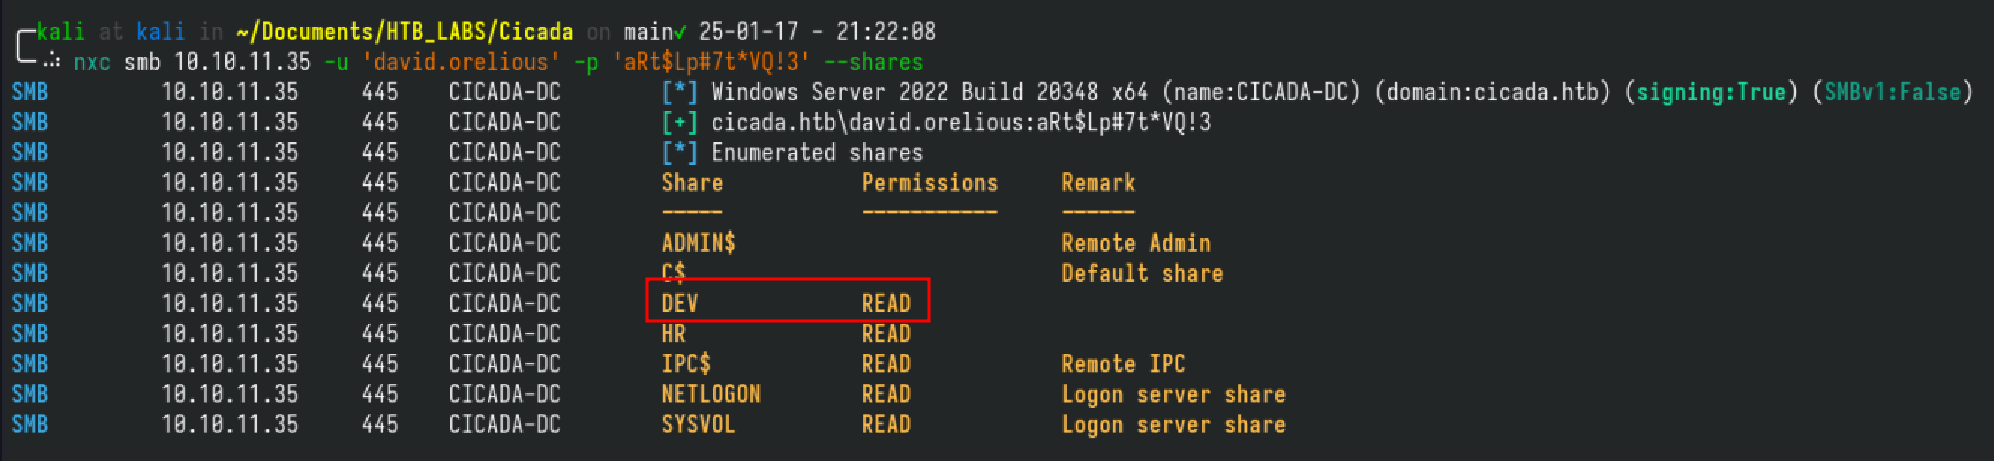 kali at kali in ~/Documents/HTB_LABS/Cicada on main✓ 25-01-17 - 21:22:08
nxc smb 10.10.11.35 -u 'david.orelious' -p 'aRt$Lp#7t*VQ!3' --shares
SMB 10.10.11.35 445 CICADA-DC [*] Windows Server 2022 Build 20348 x64 (name:CICADA-DC) (domain:cicada.htb) (signing:True) (SMBv1:False)
SMB 10.10.11.35 445 CICADA-DC [+] cicada.htb\david.orelious:aRt$Lp#7t*VQ!3
SMB 10.10.11.35 445 CICADA-DC [*] Enumerated shares
SMB 10.10.11.35 445 CICADA-DC Share Permissions Remark
SMB 10.10.11.35 445 CICADA-DC ----- ----------- ------
SMB 10.10.11.35 445 CICADA-DC ADMIN$ Remote Admin
SMB 10.10.11.35 445 CICADA-DC C$ Default share
SMB 10.10.11.35 445 CICADA-DC DEV READ
SMB 10.10.11.35 445 CICADA-DC HR READ
SMB 10.10.11.35 445 CICADA-DC IPC$ READ Remote IPC
SMB 10.10.11.35 445 CICADA-DC NETLOGON READ Logon server share
SMB 10.10.11.35 445 CICADA-DC SYSVOL READ Logon server share